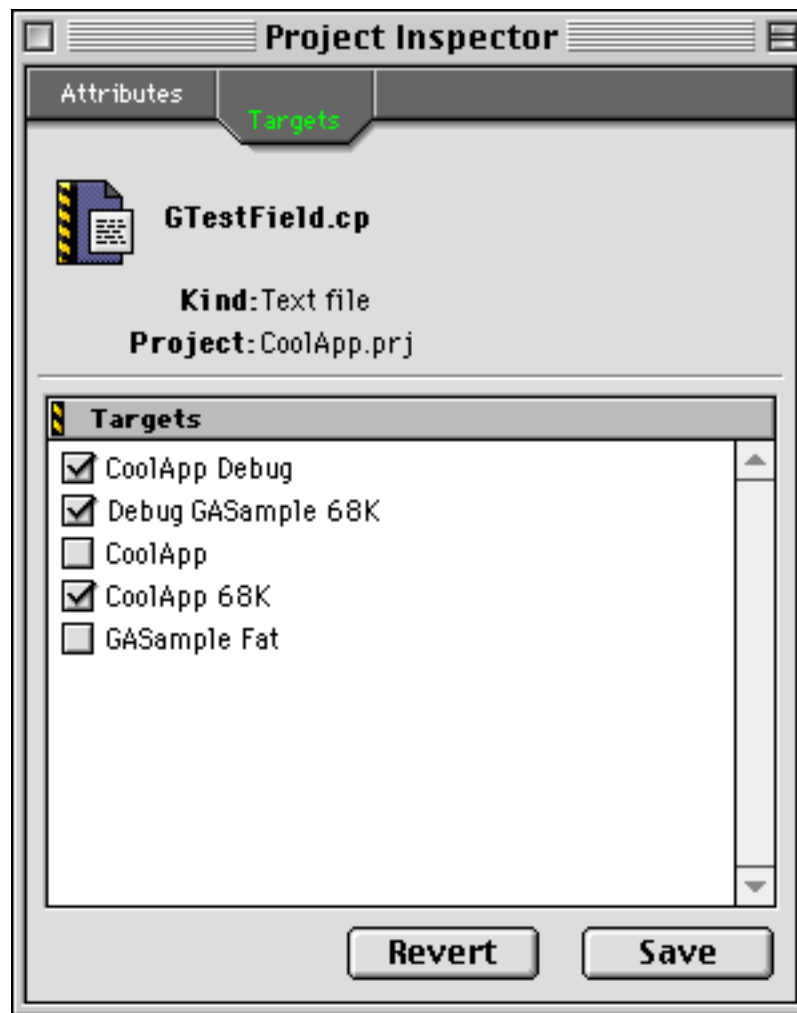 Project Inspector
Attributes
Targets
GTestField.cp
Kind: Text file
Project: CoolApp.prj
Targets
CoolApp Debug
Debug GASample 68K
CoolApp
CoolApp 68K
GASample Fat
Revert Save